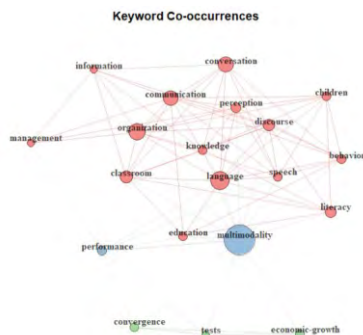 Keyword Co-occurrences
conversation
information
communication
children
perception
organization
discourse
management
knowledge
behavior
classroom
language
speech
literacy
education
multimodality
performance
convergence
tests
economic-growth